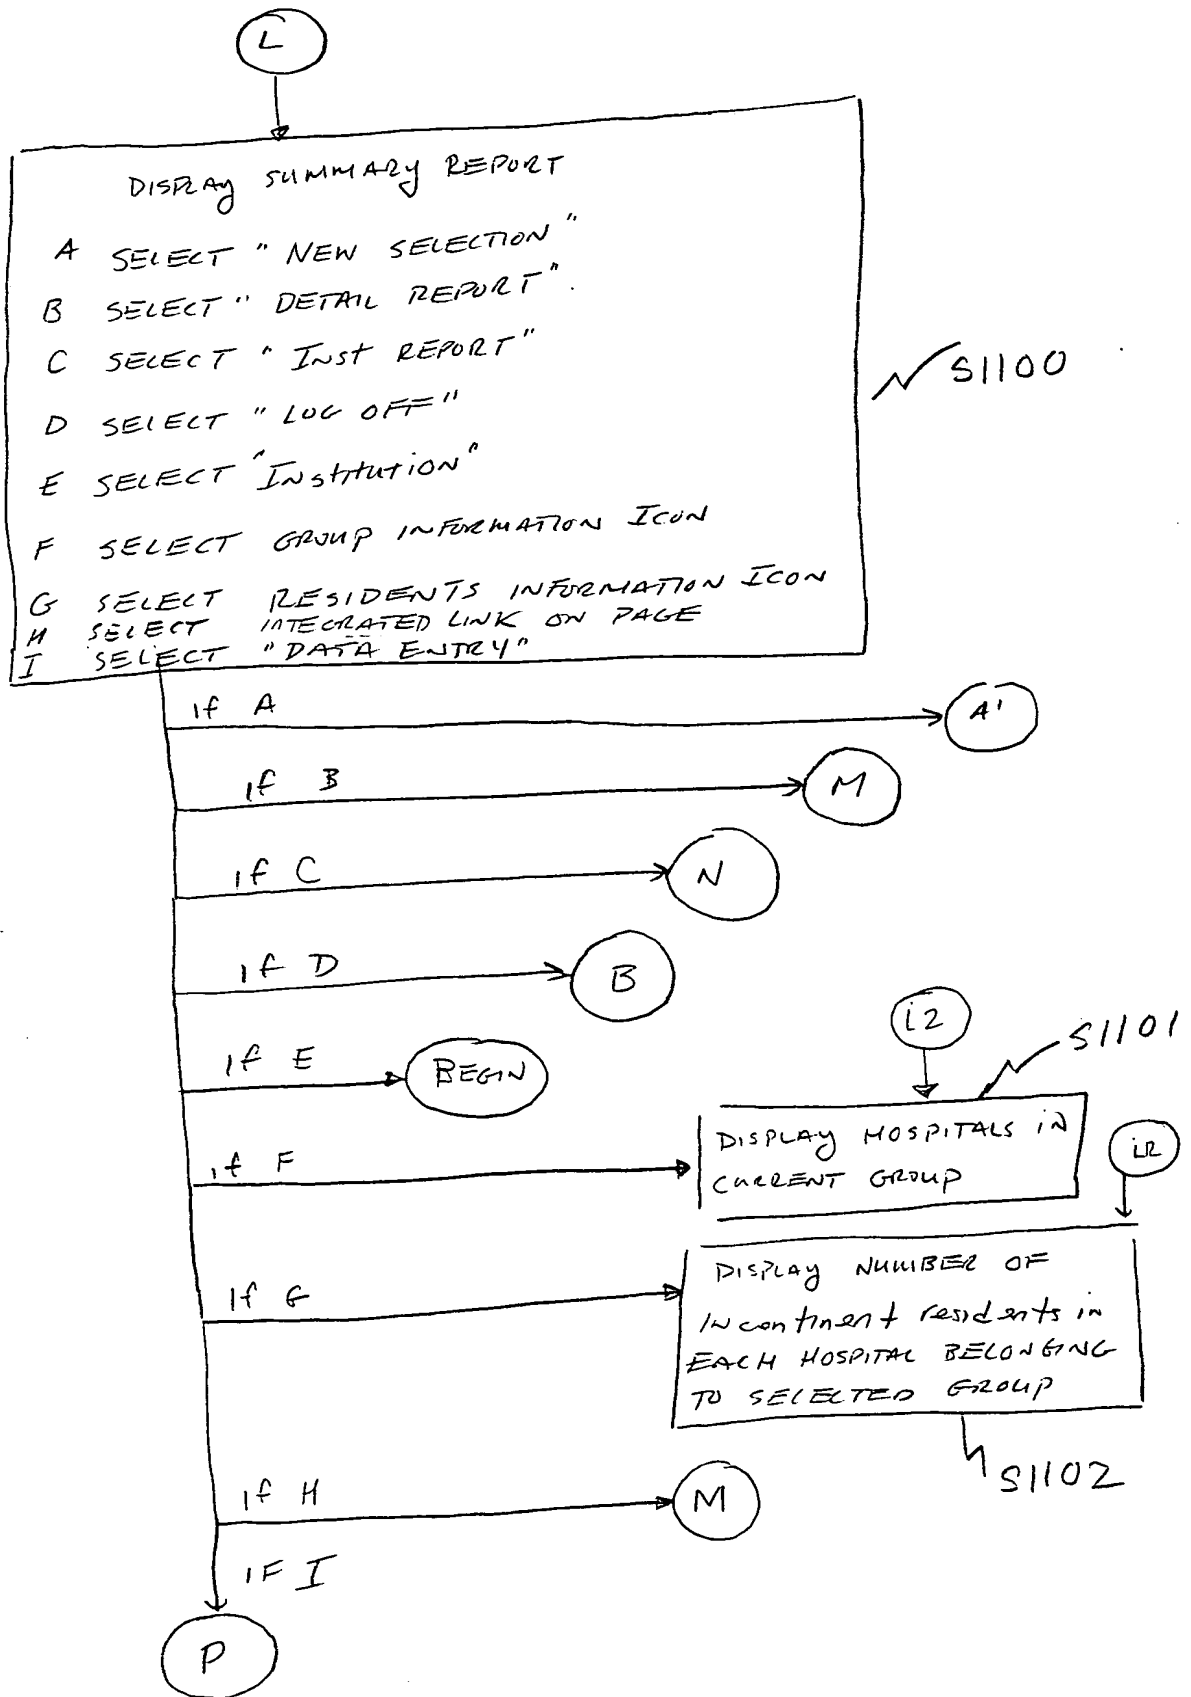 L
DISPLAY SUMMARY REPORT
A SELECT "NEW SELECTION"
B SELECT "DETAIL REPORT".
C SELECT "Inst REPORT"
D SELECT "LOG OFF"
E SELECT "Institution"
F SELECT GROUP INFORMATION ICON
G SELECT RESIDENTS INFORMATION ICON
H SELECT INTEGRATED LINK ON PAGE
I SELECT "DATA ENTRY"
S1100
if A
A'
if B
M
if C
N
if D
B
if E
BEGIN
i2
S1101
if F
DISPLAY HOSPITALS IN
CURRENT GROUP
if G
DISPLAY NUMBER OF
Incontinent residents in
EACH HOSPITAL BELONGING
TO SELECTED GROUP
S1102
if H
M
IF I
P